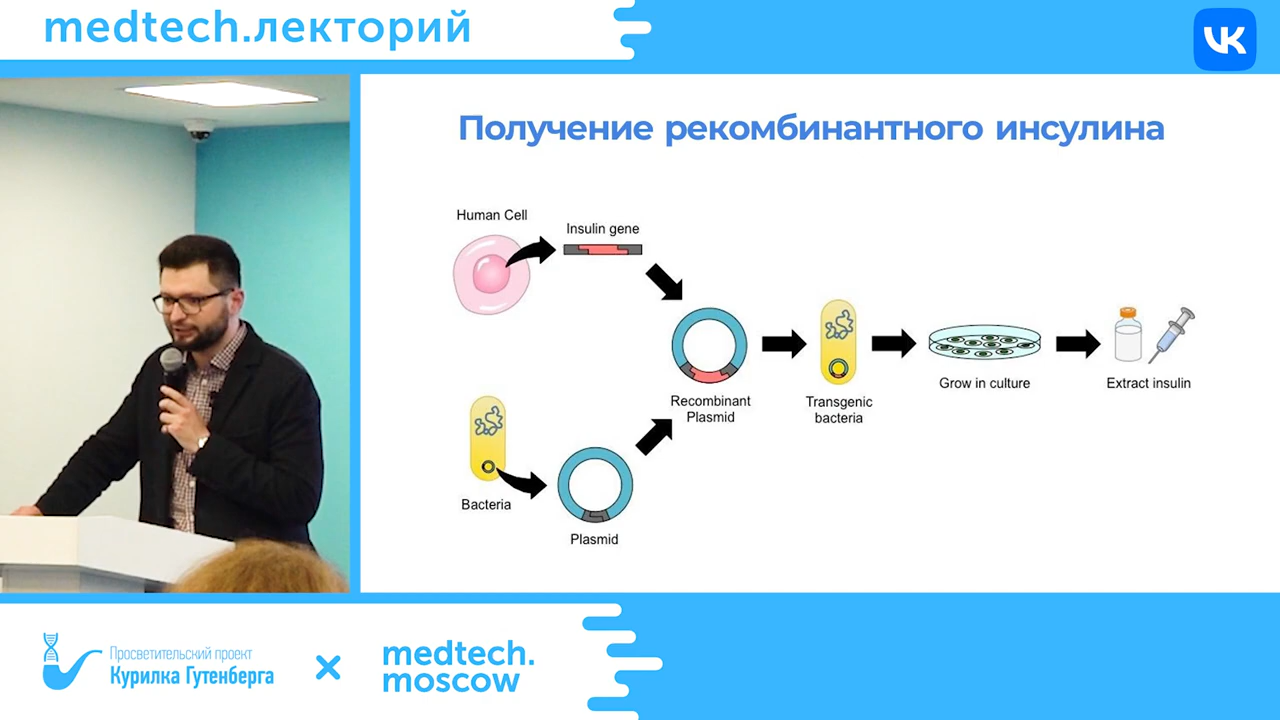 medtech.лекторий
VK
Получение рекомбинантного инсулина
Human Cell
Insulin gene
Recombinant
Plasmid
Transgenic
bacteria
Grow in culture
Extract insulin
Bacteria
Plasmid
Просветительский проект
Курилка Гутенберга
medtech.
moscow